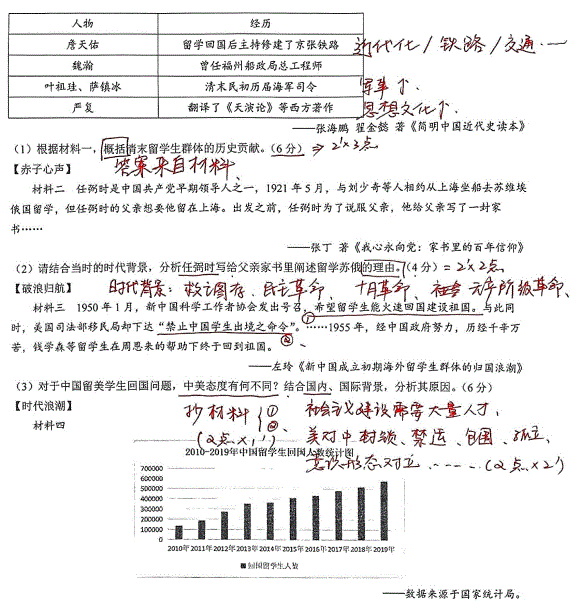 人物 经历
詹天佑 留学回国后主持修建了京张铁路 近代化/铁路/交通……
魏瀚 曾任福州船政局总工程师
叶祖珪、萨镇冰 清末民初历届海军司令 军事个.
严复 翻译了《天演论》等西方著作 思想文化个.
——张海鹏 翟金懿 著《简明中国近代史读本》
(1) 根据材料一，概括清末留学生群体的历史贡献。(6 分) ⇒ 2'×3点
【赤子心声】 答案来自材料、
材料二 任弼时是中国共产党早期领导人之一，1921 年 5 月，与刘少奇等人相约从上海坐船去苏维埃
俄国留学，但任弼时的父亲想要他留在上海。出发之前，任弼时为了说服父亲，他给父亲写了一封家
书……
——张丁 著《我心永向党：家书里的百年信仰》
(2) 请结合当时的时代背景，分析任弼时写给父亲家书里阐述留学苏俄的理由。(4 分) = 2'×2点
【破浪归航】 时代背景：救亡图存、民主革命、十月革命、社会 无产阶级革命、
材料三 1950 年 1 月，新中国科学工作者协会发出号召，希望留学生能火速回国建设祖国。与此同
①
时，美国司法部移民局却下达“禁止中国学生出境之命令”。……1955 年，经中国政府努力，历经千辛万
②
苦，钱学森等留学生在周恩来的帮助下终于回到祖国。
——左玲《新中国成立初期海外留学生群体的归国浪潮》
(3) 对于中国留美学生回国问题，中美态度有何不同？结合国内、国际背景，分析其原因。(6 分)
【时代浪潮】 抄材料 { ① 社会主义建设需要大量人才，
材料四 (2点×1') ② 美对中封锁、禁运、包围、孤立，
意识形态对立…… (2点×2')
2010-2019年中国留学生回国人数统计图
700000
600000
500000
400000
300000
200000
100000
0
2010年 2011年 2012年 2013年 2014年 2015年 2016年 2017年 2018年 2019年
■回国留学生人数
——数据来源于国家统计局。